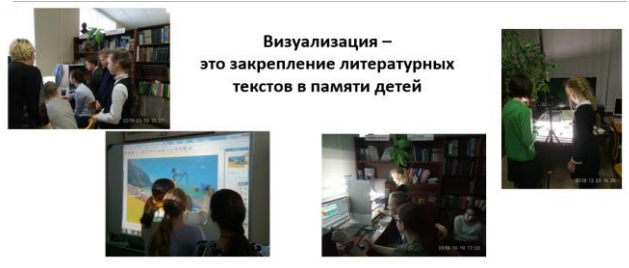 Визуализация –
это закрепление литературных
текстов в памяти детей